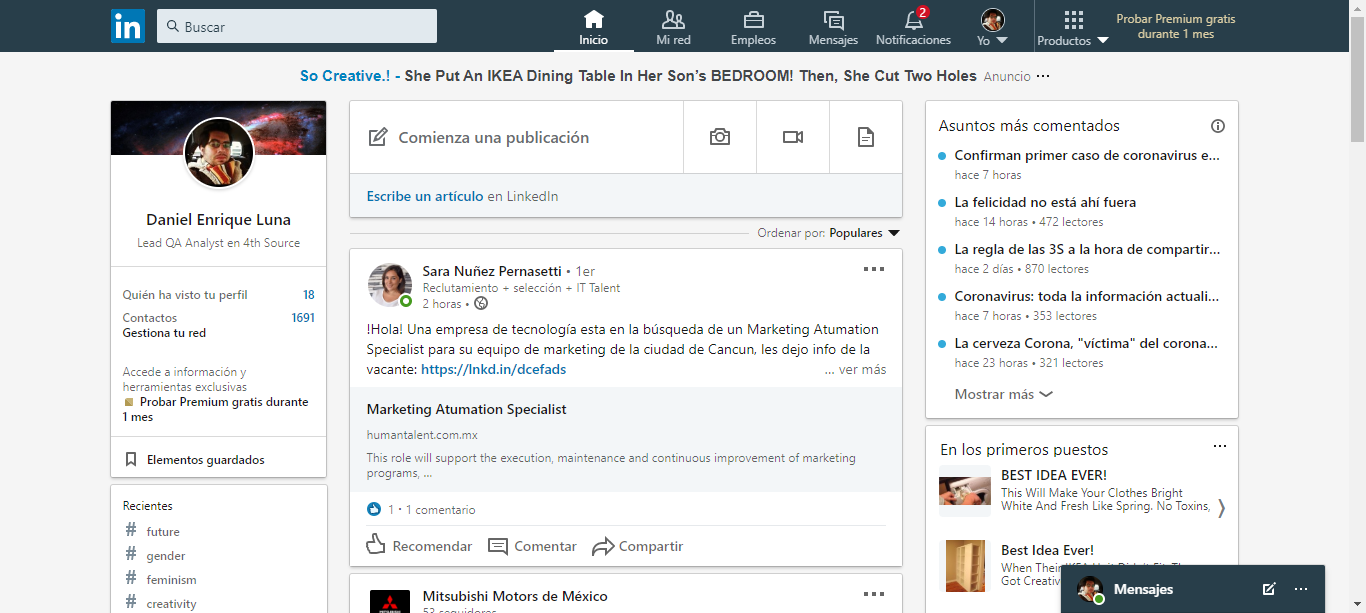 in
Buscar
Inicio
Mi red
Empleos
Mensajes
2
Notificaciones
Yo
Productos
Probar Premium gratis
durante 1 mes
So Creative.! - She Put An IKEA Dining Table In Her Son’s BEDROOM! Then, She Cut Two Holes Anuncio ...
Daniel Enrique Luna
Lead QA Analyst en 4th Source
Quién ha visto tu perfil 18
Contactos 1691
Gestiona tu red
Accede a información y
herramientas exclusivas
Probar Premium gratis durante
1 mes
Elementos guardados
Recientes
# future
# gender
# feminism
# creativity
Comienza una publicación
Escribe un artículo en LinkedIn
Ordenar por: Populares
Sara Nuñez Pernasetti • 1er
Reclutamiento + selección + IT Talent
2 horas •
!Hola! Una empresa de tecnología esta en la búsqueda de un Marketing Atumation
Specialist para su equipo de marketing de la ciudad de Cancun, les dejo info de la
vacante: https://lnkd.in/dcefads ... ver más
Marketing Atumation Specialist
humantalent.com.mx
This role will support the execution, maintenance and continuous improvement of marketing
programs, ...
1 · 1 comentario
Recomendar Comentar Compartir
Mitsubishi Motors de México
53 seguidores
Asuntos más comentados
Confirman primer caso de coronavirus e...
hace 7 horas
La felicidad no está ahí fuera
hace 14 horas • 472 lectores
La regla de las 3S a la hora de compartir...
hace 2 días • 870 lectores
Coronavirus: toda la información actuali...
hace 7 horas • 353 lectores
La cerveza Corona, "víctima" del corona...
hace 23 horas • 321 lectores
Mostrar más
En los primeros puestos
BEST IDEA EVER!
This Will Make Your Clothes Bright
White And Fresh Like Spring. No Toxins,
Best Idea Ever!
When Their IKEA
Got Creativ
Mensajes